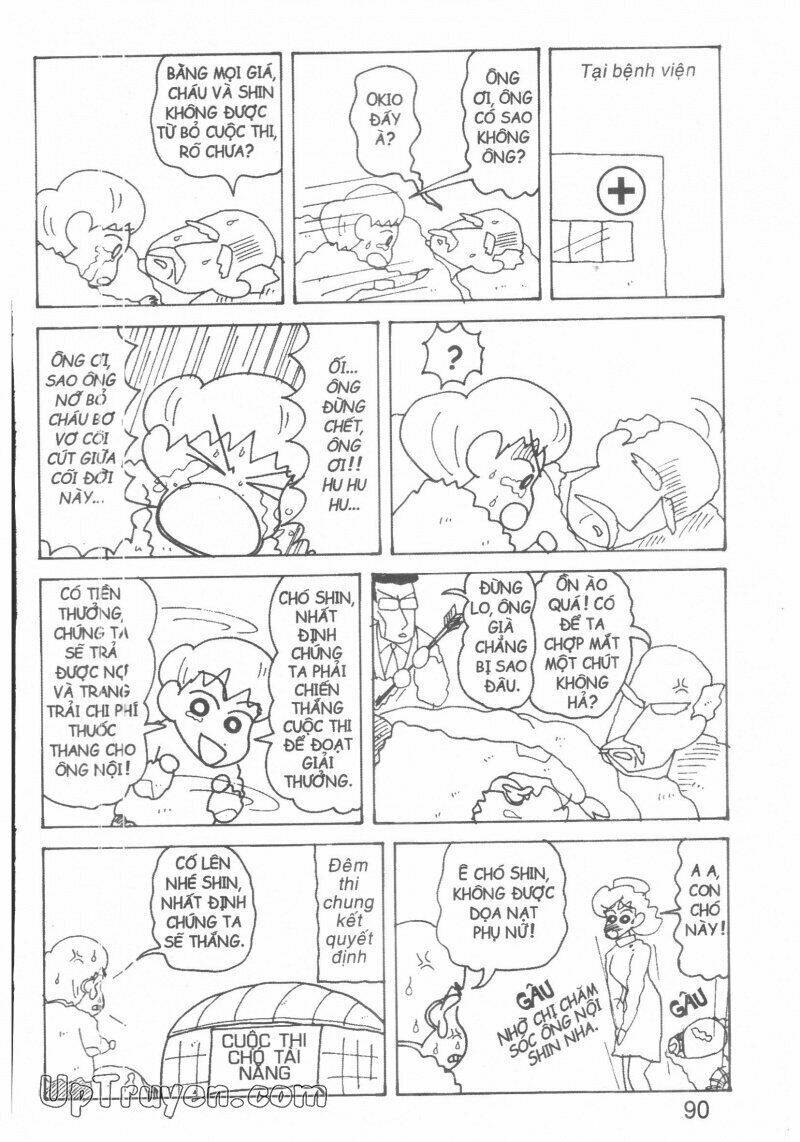 Tại bệnh viện
ÔNG
ƠI, ÔNG
CÓ SAO
KHÔNG
ÔNG?
OKIO
ĐẤY
À?
BẰNG MỌI GIÁ,
CHÁU VÀ SHIN
KHÔNG ĐƯỢC
TỪ BỎ CUỘC THI,
RÕ CHƯA?
?
ỐI...
ÔNG
ĐỪNG
CHẾT,
ÔNG
ƠI!!
HU HU
HU...
ÔNG ƠI,
SAO ÔNG
NỠ BỎ
CHÁU BƠ
VƠ CÔI
CÚT GIỮA
CÕI ĐỜI
NÀY...
ỒN ÀO
QUÁ! CÓ
ĐỂ TA
CHỢP MẮT
MỘT CHÚT
KHÔNG
HẢ?
ĐỪNG
LO, ÔNG
GIÀ
CHẲNG
BỊ SAO
ĐÂU.
CHÓ SHIN,
NHẤT
ĐỊNH
CHÚNG
TA PHẢI
CHIẾN
THẮNG
CUỘC THI
ĐỂ ĐOẠT
GIẢI
THƯỞNG.
CÓ TIỀN
THƯỞNG,
CHÚNG TA
SẼ TRẢ
ĐƯỢC NỢ
VÀ TRANG
TRẢI CHI PHÍ
THUỐC
THANG CHO
ÔNG NỘI!
A A,
CON
CHÓ
NÀY!
GÂU
GÂU
NHỜ CHỊ CHĂM
SÓC ÔNG NỘI
SHIN NHA.
Ê CHÓ SHIN,
KHÔNG ĐƯỢC
DỌA NẠT
PHỤ NỮ!
Đêm
thi
chung
kết
quyết
định
CỐ LÊN
NHÉ SHIN,
NHẤT ĐỊNH
CHÚNG TA
SẼ THẮNG.
CUỘC THI
CHÓ TÀI
NĂNG
UpTruyen.com
90